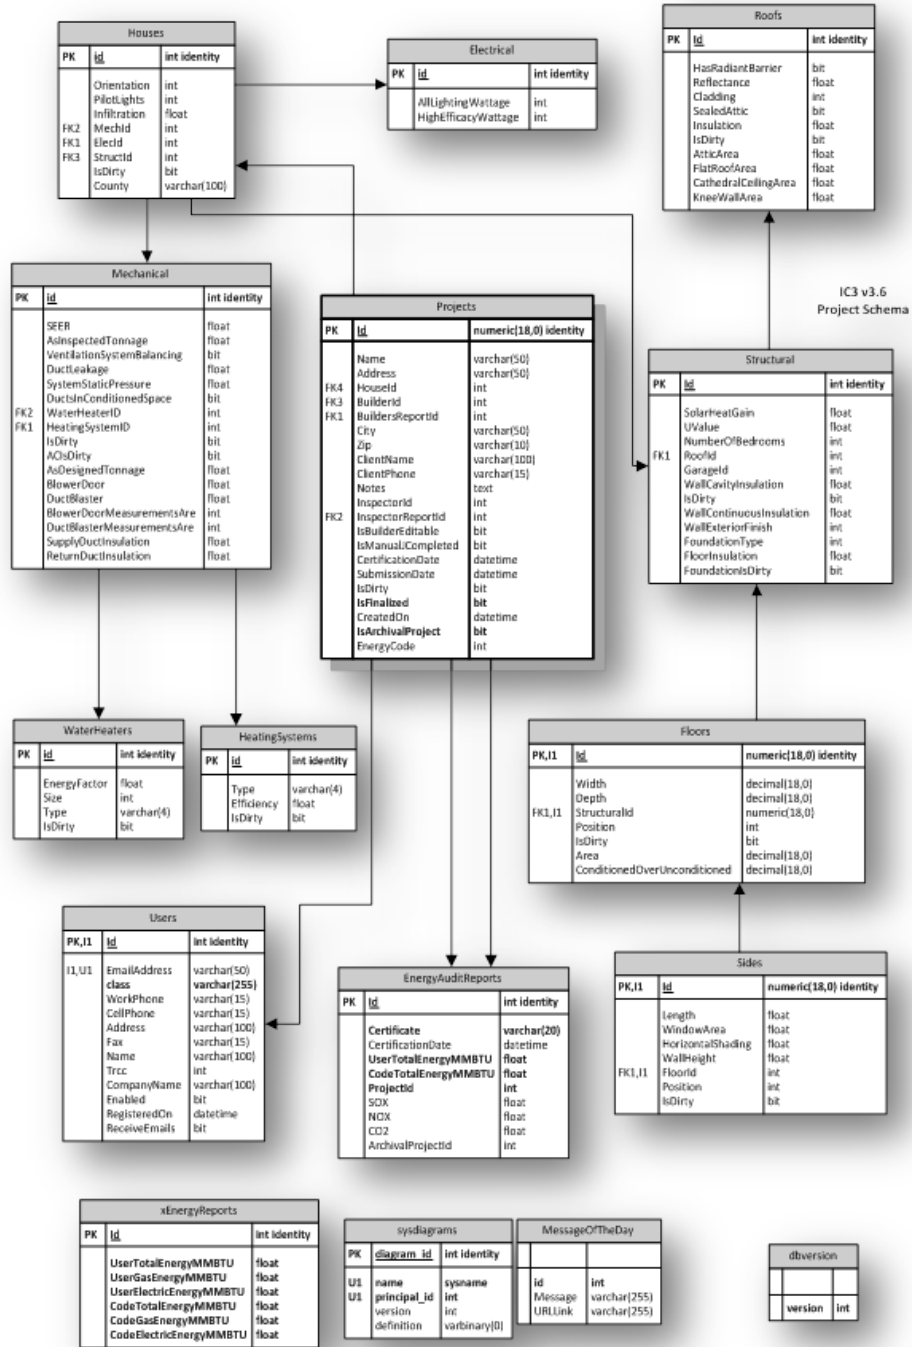 Houses
PK id int identity
Orientation int
PilotLights int
Infiltration float
FK2 MechId int
FK1 ElecId int
FK3 StructId int
IsDirty bit
County varchar(100)
Electrical
PK id int identity
AllLightingWattage int
HighEfficacyWattage int
Roofs
PK Id int identity
HasRadiantBarrier bit
Reflectance float
Cladding int
SealedAttic bit
Insulation float
IsDirty bit
AtticArea float
FlatRoofArea float
CathedralCeilingArea float
KneeWallArea float
IC3 v3.6
Project Schema
Mechanical
PK id int identity
SEER float
AsInspectedTonnage float
VentilationSystemBalancing bit
DuctLeakage float
SystemStaticPressure float
DuctsInConditionedSpace bit
FK2 WaterHeaterID int
FK1 HeatingSystemID int
IsDirty bit
ACIsDirty bit
AsDesignedTonnage float
BlowerDoor float
DuctBlaster float
BlowerDoorMeasurementsAre int
DuctBlasterMeasurementsAre int
SupplyDuctInsulation float
ReturnDuctInsulation float
Projects
PK Id numeric(18,0) identity
Name varchar(50)
Address varchar(50)
FK4 HouseId int
FK3 BuilderId int
FK1 BuildersReportId int
City varchar(50)
Zip varchar(10)
ClientName varchar(100)
ClientPhone varchar(15)
Notes text
InspectorId int
FK2 InspectorReportId int
IsBuilderEditable bit
IsManualJCompleted bit
CertificationDate datetime
SubmissionDate datetime
IsDirty bit
IsFinalized bit
CreatedOn datetime
IsArchivalProject bit
EnergyCode int
Structural
PK Id int identity
SolarHeatGain float
UValue float
NumberOfBedrooms int
FK1 RoofId int
GarageId int
WallCavityInsulation float
IsDirty bit
WallContinuousInsulation float
WallExteriorFinish int
FoundationType int
FloorInsulation float
FoundationIsDirty bit
WaterHeaters
PK id int identity
EnergyFactor float
Size int
Type varchar(4)
IsDirty bit
HeatingSystems
PK id int identity
Type varchar(4)
Efficiency float
IsDirty bit
Floors
PK,I1 Id numeric(18,0) identity
Width decimal(18,0)
Depth decimal(18,0)
FK1,I1 StructuralId numeric(18,0)
Position int
IsDirty bit
Area decimal(18,0)
ConditionedOverUnconditioned decimal(18,0)
Users
PK,I1 Id int identity
I1,U1 EmailAddress varchar(50)
class varchar(255)
WorkPhone varchar(15)
CellPhone varchar(15)
Address varchar(100)
Fax varchar(15)
Name varchar(100)
Trcc int
CompanyName varchar(100)
Enabled bit
RegisteredOn datetime
ReceiveEmails bit
EnergyAuditReports
PK Id int identity
Certificate varchar(20)
CertificationDate datetime
UserTotalEnergyMMBTU float
CodeTotalEnergyMMBTU float
ProjectId int
SOX float
NOX float
CO2 float
ArchivalProjectId int
Sides
PK,I1 Id numeric(18,0) identity
Length float
WindowArea float
HorizontalShading float
WallHeight float
FK1,I1 FloorId int
Position int
IsDirty bit
xEnergyReports
PK Id int identity
UserTotalEnergyMMBTU float
UserGasEnergyMMBTU float
UserElectricEnergyMMBTU float
CodeTotalEnergyMMBTU float
CodeGasEnergyMMBTU float
CodeElectricEnergyMMBTU float
sysdiagrams
PK diagram_id int identity
U1 name sysname
U1 principal_id int
version int
definition varbinary(0)
MessageOfTheDay
id int
Message varchar(255)
URLLink varchar(255)
dbversion
version int